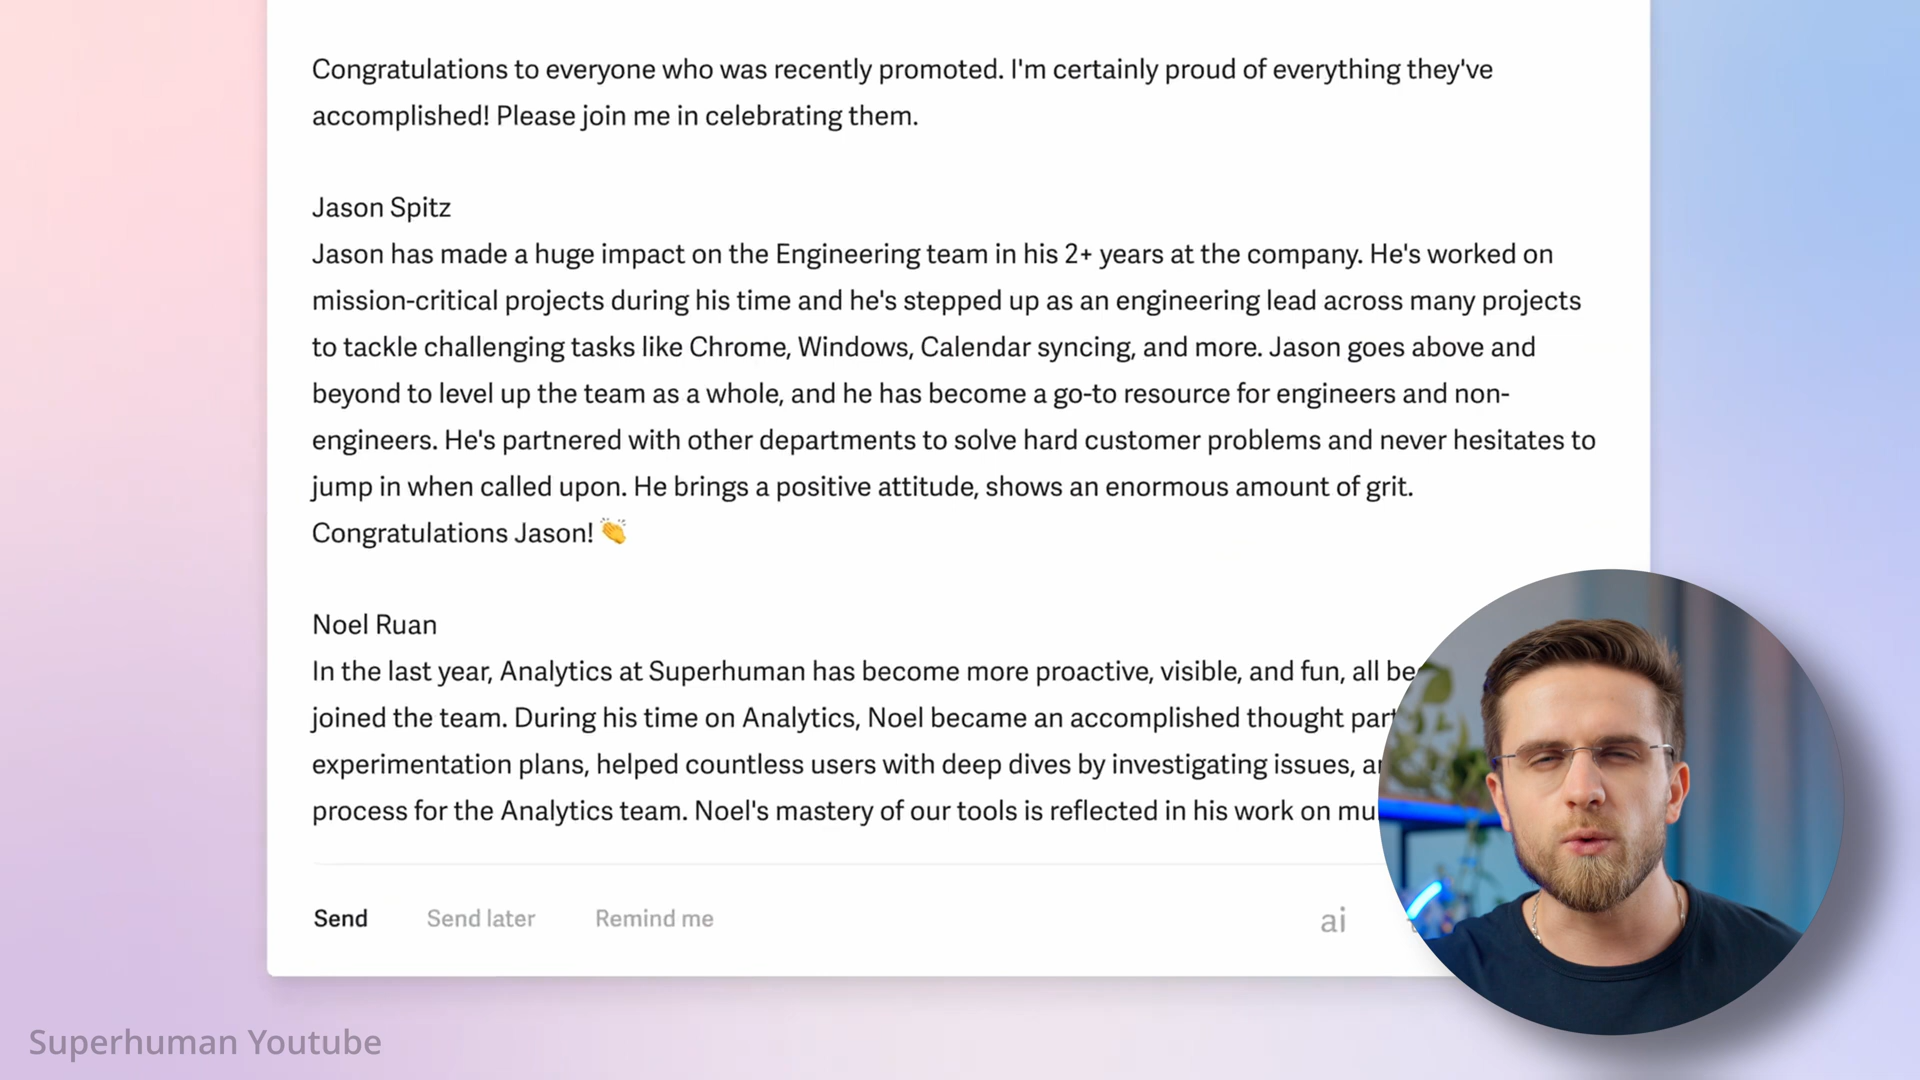 Congratulations to everyone who was recently promoted. I'm certainly proud of everything they've
accomplished! Please join me in celebrating them.
Jason Spitz
Jason has made a huge impact on the Engineering team in his 2+ years at the company. He's worked on
mission-critical projects during his time and he's stepped up as an engineering lead across many projects
to tackle challenging tasks like Chrome, Windows, Calendar syncing, and more. Jason goes above and
beyond to level up the team as a whole, and he has become a go-to resource for engineers and non-
engineers. He's partnered with other departments to solve hard customer problems and never hesitates to
jump in when called upon. He brings a positive attitude, shows an enormous amount of grit.
Congratulations Jason! 👏
Noel Ruan
In the last year, Analytics at Superhuman has become more proactive, visible, and fun, all
joined the team. During his time on Analytics, Noel became an accomplished thought
experimentation plans, helped countless users with deep dives by investigating issues,
process for the Analytics team. Noel's mastery of our tools is reflected in his work on
Send Send later Remind me ai
Superhuman Youtube